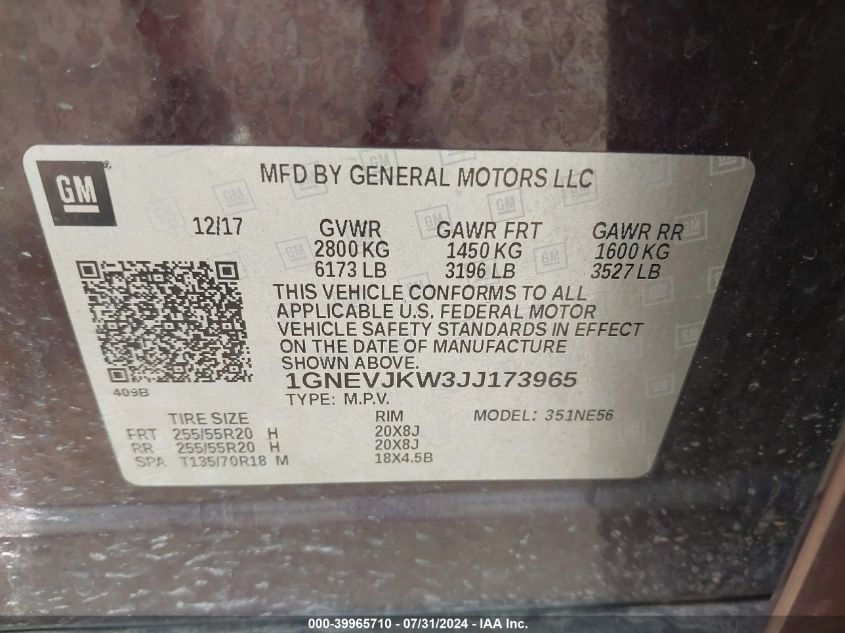 GM
MFD BY GENERAL MOTORS LLC
12/17 GVWR GAWR FRT GAWR RR
2800 KG 1450 KG 1600 KG
6173 LB 3196 LB 3527 LB
THIS VEHICLE CONFORMS TO ALL
APPLICABLE U.S. FEDERAL MOTOR
VEHICLE SAFETY STANDARDS IN EFFECT
ON THE DATE OF MANUFACTURE
SHOWN ABOVE.
1GNEVJKW3JJ173965
409B
TYPE: M.P.V.
TIRE SIZE RIM MODEL: 351NE56
FRT 255/55R20 H 20X8J
RR 255/55R20 H 20X8J
SPA T135/70R18 M 18X4.5B
000-39965710 - 07/31/2024 - IAA Inc.